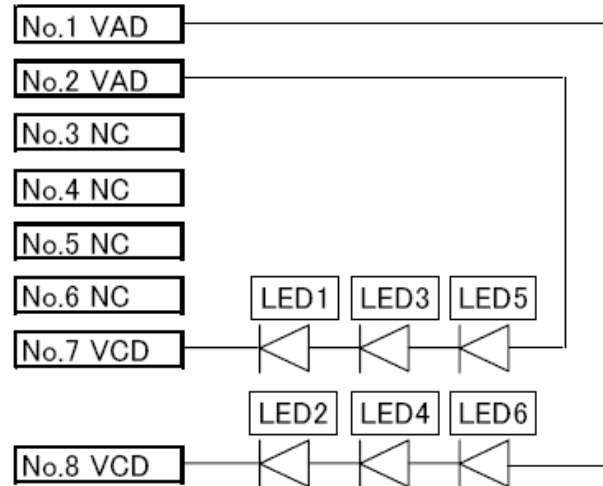 No.1 VAD
No.2 VAD
No.3 NC
No.4 NC
No.5 NC
No.6 NC
LED1 LED3 LED5
No.7 VCD
LED2 LED4 LED6
No.8 VCD